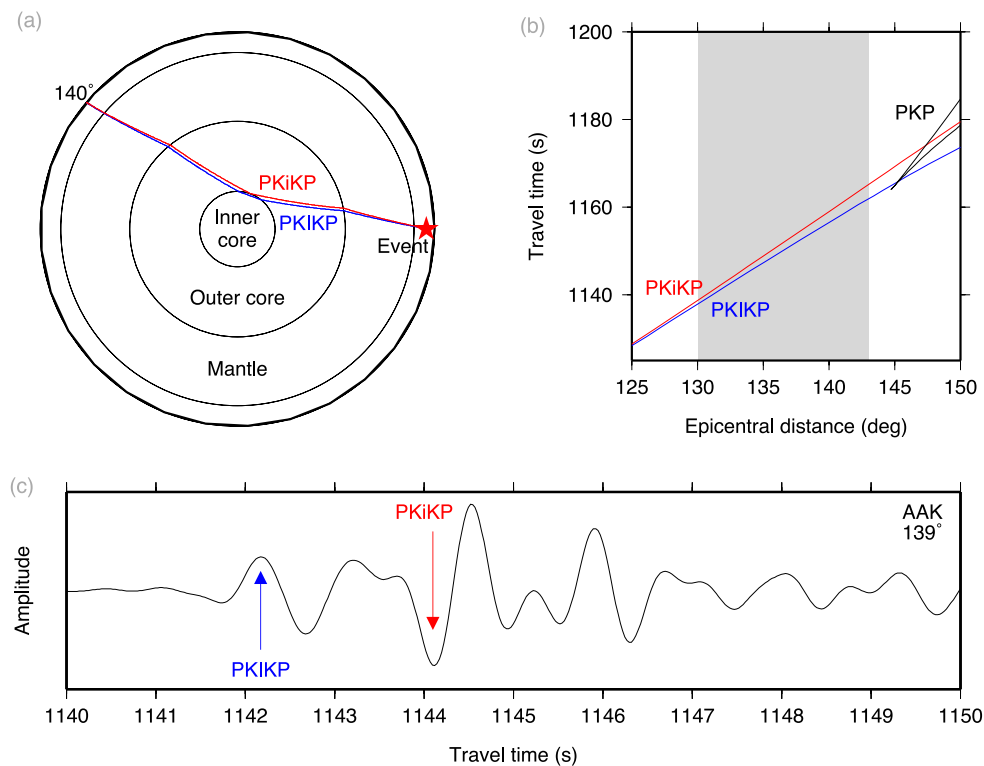 (a)
140°
PKiKP
PKIKP
Inner
core
Event
Outer core
Mantle
(b)
1200
1180
1160
1140
Travel time (s)
PKP
PKiKP
PKIKP
125
130
135
140
145
150
Epicentral distance (deg)
(c)
PKiKP
AAK
139°
Amplitude
PKIKP
1140
1141
1142
1143
1144
1145
1146
1147
1148
1149
1150
Travel time (s)